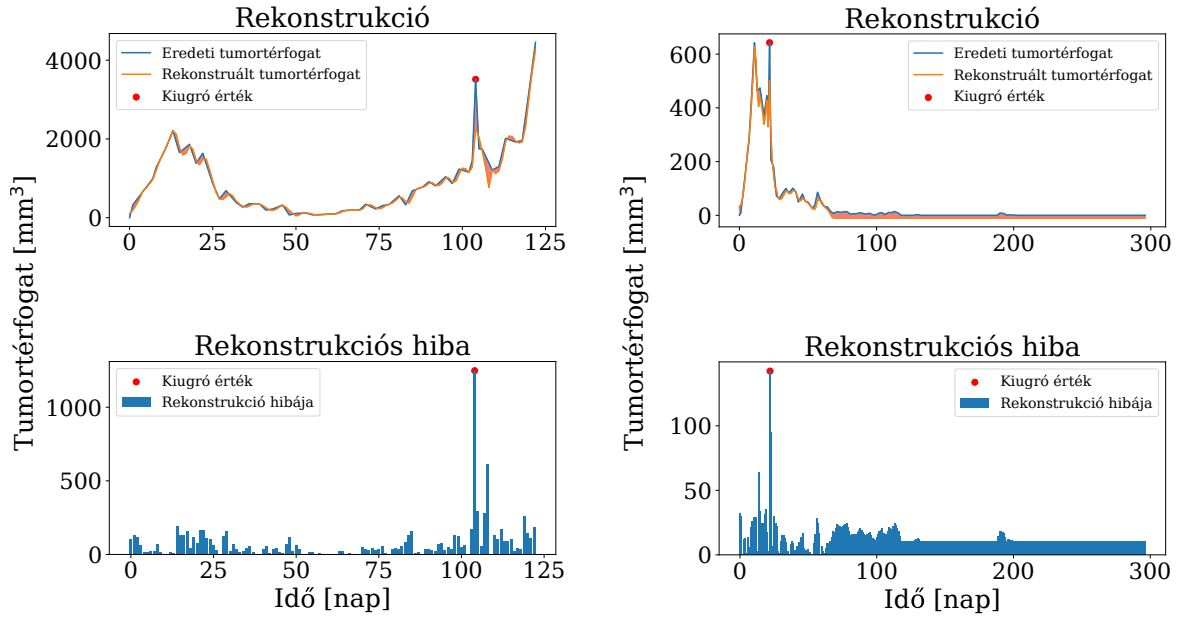 Rekonstrukció
Eredeti tumortérfogat
Rekonstruált tumortérfogat
Kiugró érték
4000
2000
0
0
25
50
75
100
125
Rekonstrukció
Eredeti tumortérfogat
Rekonstruált tumortérfogat
Kiugró érték
600
400
200
0
0
100
200
300
Tumortérfogat [mm³]
Tumortérfogat [mm³]
Rekonstrukciós hiba
Kiugró érték
Rekonstrukció hibája
1000
500
0
0
25
50
75
100
125
Idő [nap]
Rekonstrukciós hiba
Kiugró érték
Rekonstrukció hibája
100
50
0
0
100
200
300
Idő [nap]